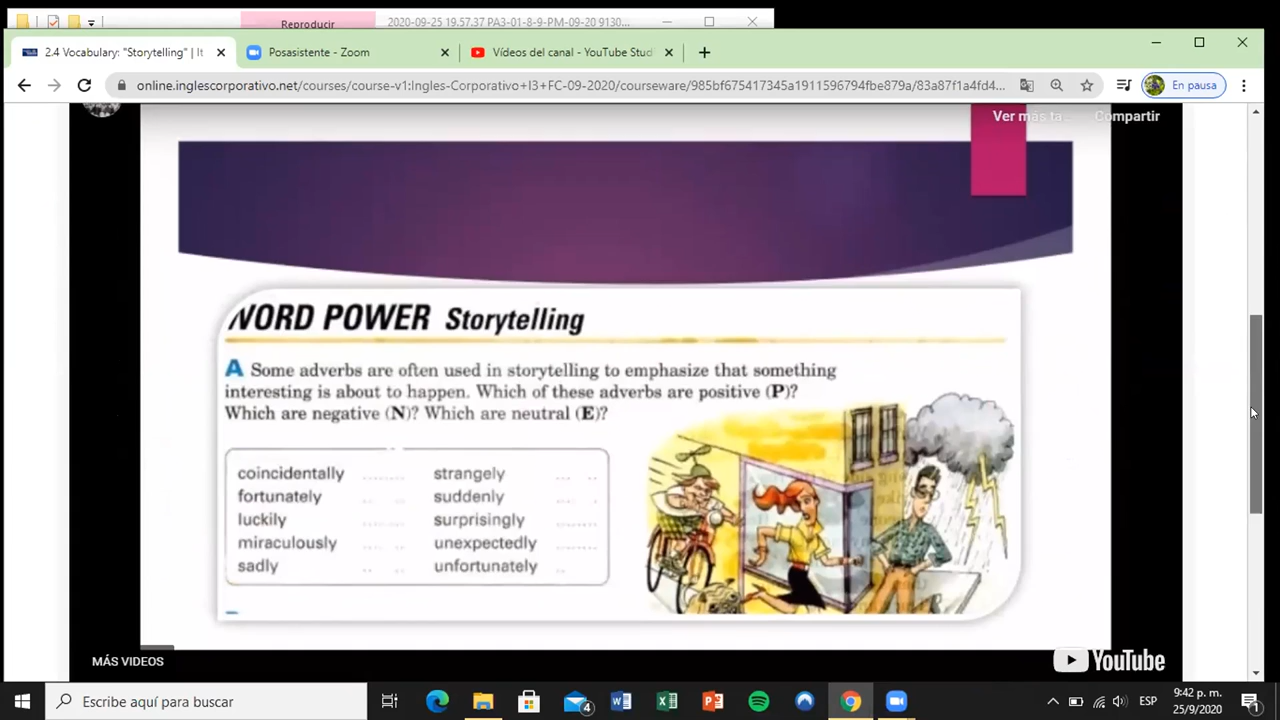 Reproducir
2020-09-25 19.57.37 PA3-01-8-9-PM-09-20 9130...
2.4 Vocabulary: "Storytelling" | It
Posasistente - Zoom
Vídeos del canal - YouTube Stud
online.inglescorporativo.net/courses/course-v1:Ingles-Corporativo+I3+FC-09-2020/courseware/985bf675417345a1911596794fbe879a/83a87f1a4fd4...
En pausa
Ver más ta...
Compartir
WORD POWER Storytelling
A Some adverbs are often used in storytelling to emphasize that something
interesting is about to happen. Which of these adverbs are positive (P)?
Which are negative (N)? Which are neutral (E)?
coincidentally strangely
fortunately suddenly
luckily surprisingly
miraculously unexpectedly
sadly unfortunately
MÁS VIDEOS
YouTube
Escribe aquí para buscar
4
ESP
9:42 p. m.
25/9/2020
1